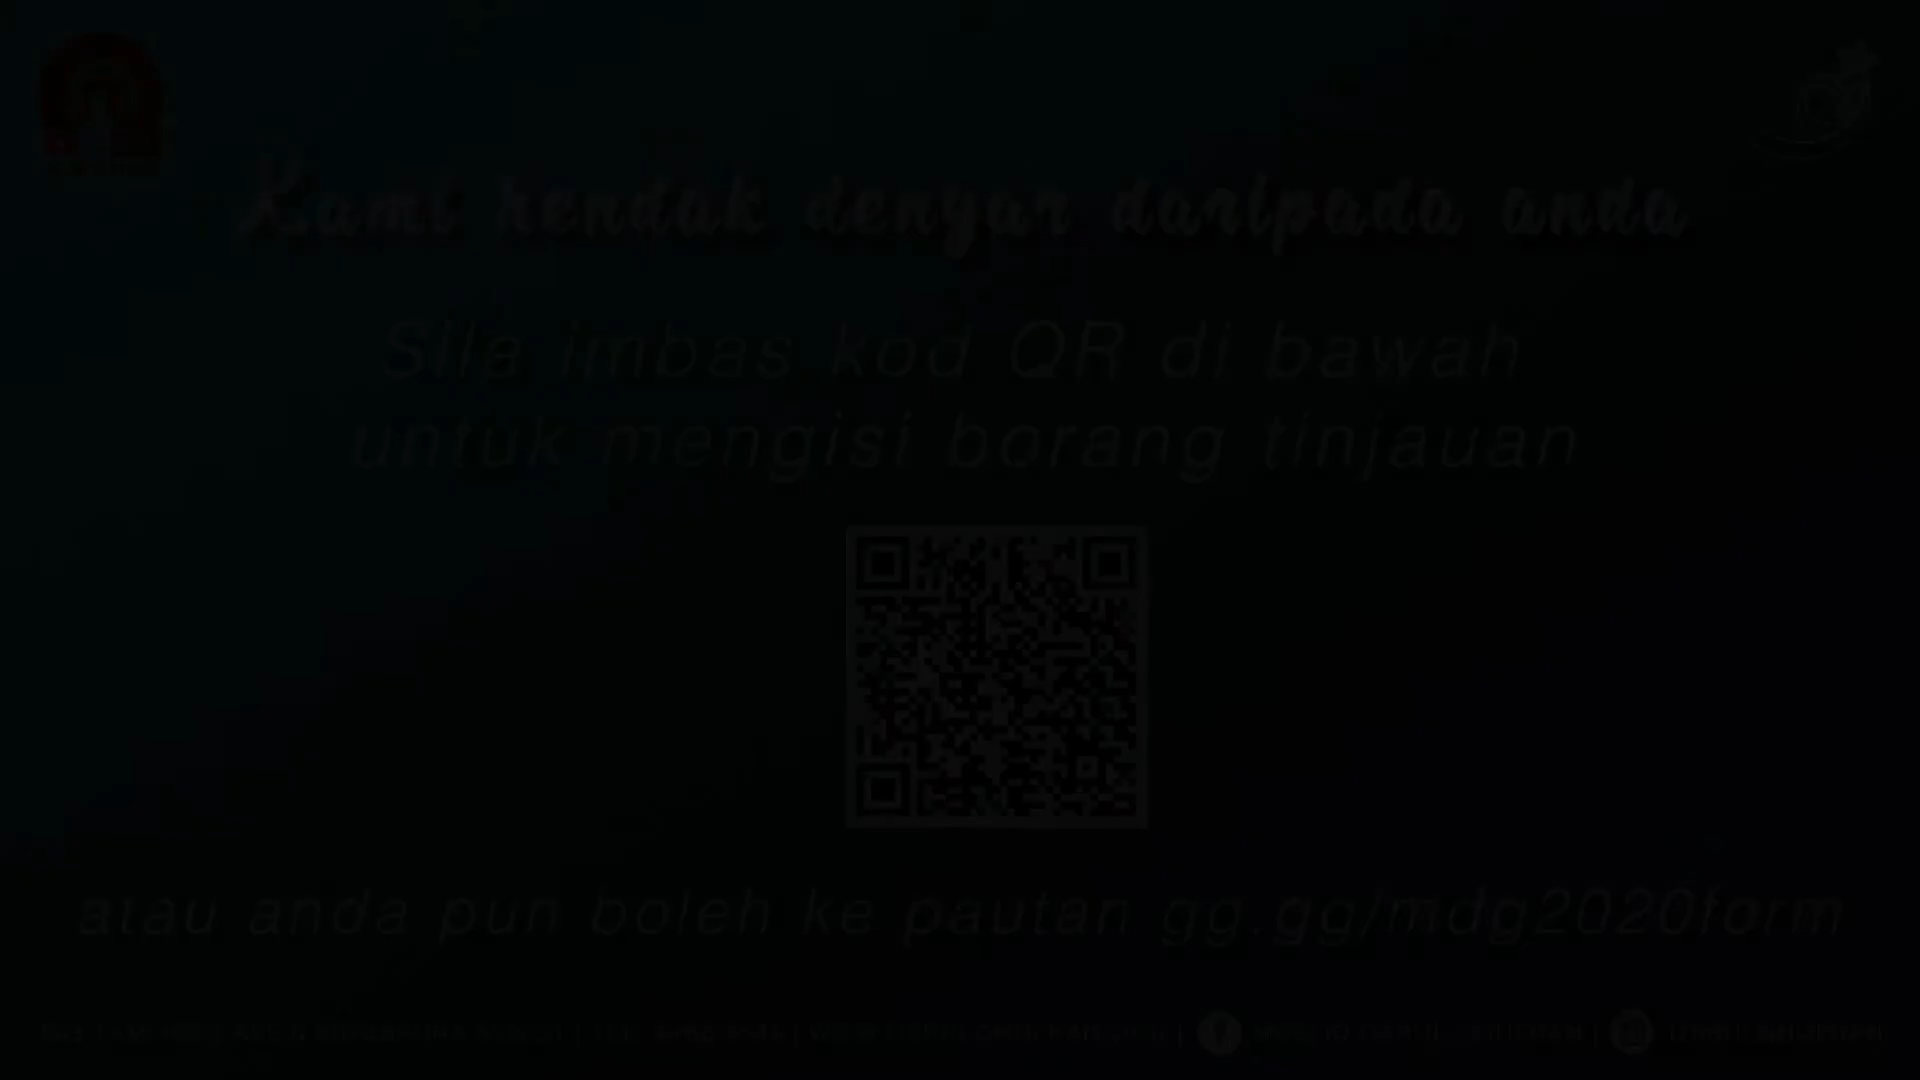 Kami hendak dengar daripada anda
Sila imbas kod QR di bawah
untuk mengisi borang tinjauan
atau anda pun boleh ke pautan gg.gg/mdg2020form